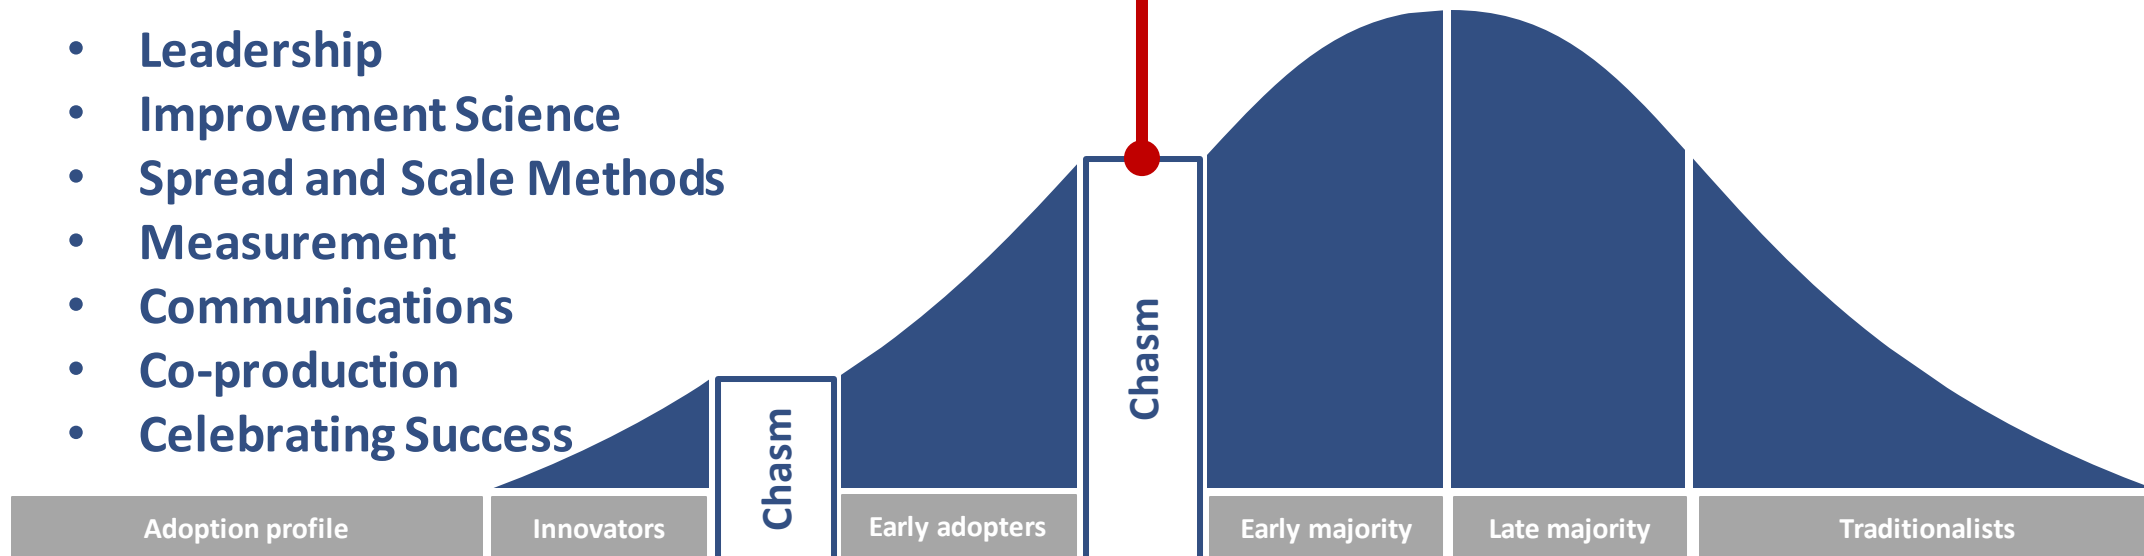 • Leadership
• Improvement Science
• Spread and Scale Methods
• Measurement
• Communications
• Co-production
• Celebrating Success
Chasm
Chasm
Adoption profile
Innovators
Early adopters
Early majority
Late majority
Traditionalists